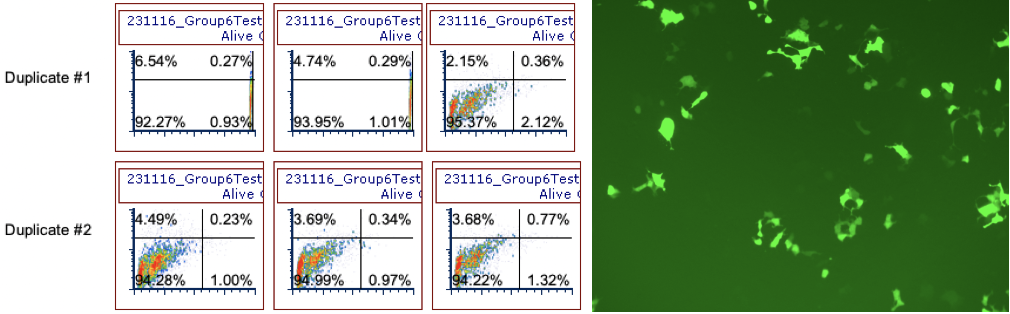 231116_Group6Test
Alive
6.54% 0.27%
92.27% 0.93%
231116_Group6Test
Alive
4.74% 0.29%
93.95% 1.01%
231116_Group6Test
Alive
2.15% 0.36%
95.37% 2.12%
Duplicate #1
231116_Group6Test
Alive
4.49% 0.23%
94.28% 1.00%
231116_Group6Test
Alive
3.69% 0.34%
94.99% 0.97%
231116_Group6Test
Alive
3.68% 0.77%
94.22% 1.32%
Duplicate #2